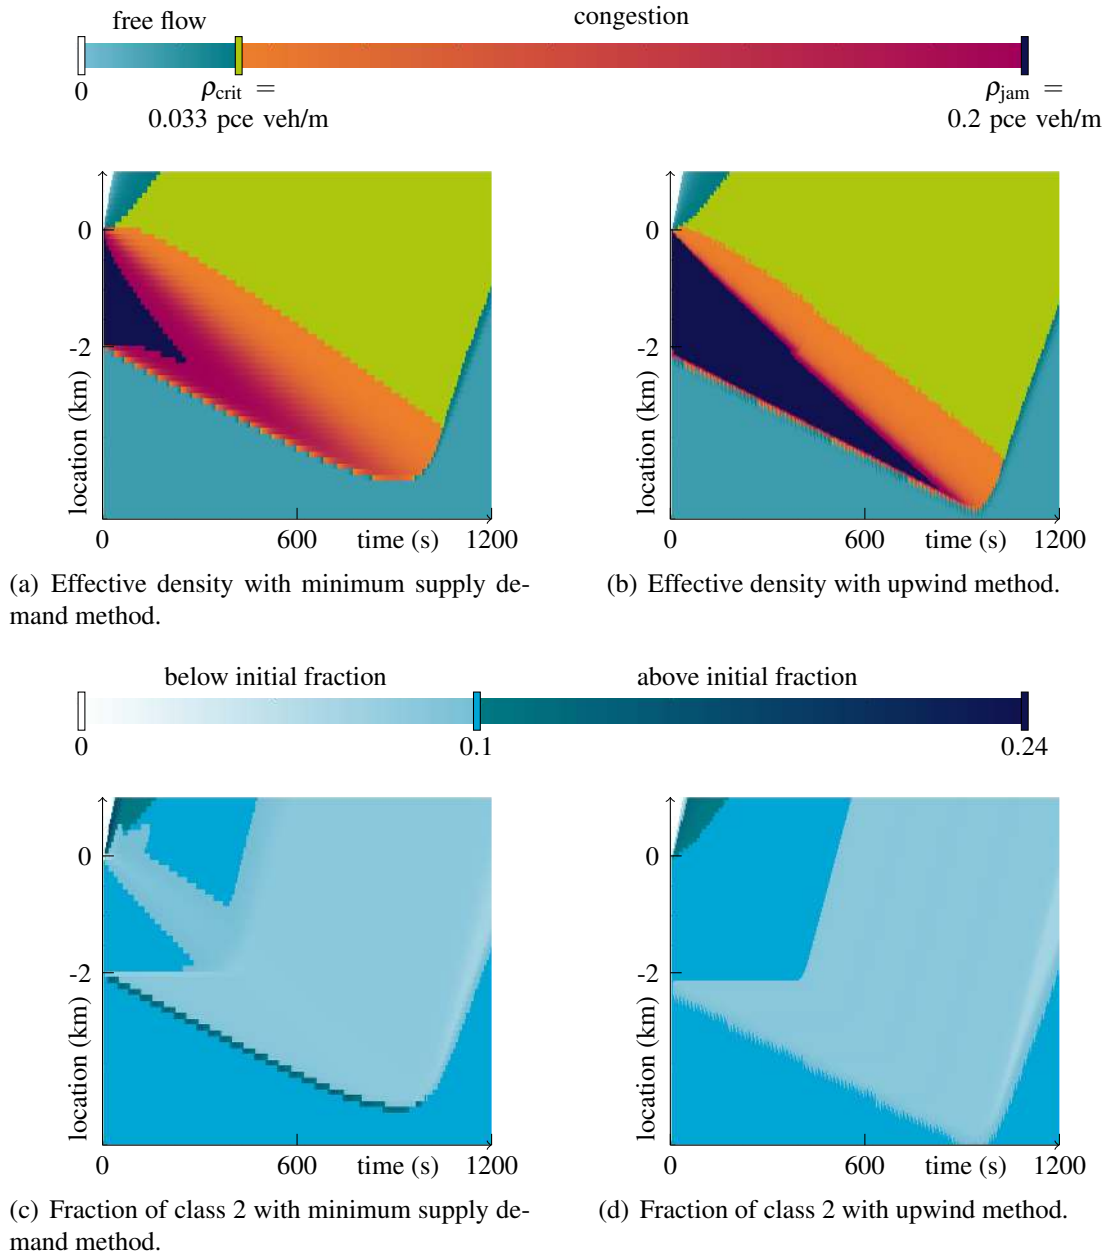 free flow
congestion
0
ρcrit =
0.033 pce veh/m
ρjam =
0.2 pce veh/m
0
-2
location (km)
0
600
time (s)
1200
0
-2
location (km)
0
600
time (s)
1200
(a) Effective density with minimum supply de-
mand method.
(b) Effective density with upwind method.
below initial fraction
above initial fraction
0
0.1
0.24
0
-2
location (km)
0
600
time (s)
1200
0
-2
location (km)
0
600
time (s)
1200
(c) Fraction of class 2 with minimum supply de-
mand method.
(d) Fraction of class 2 with upwind method.